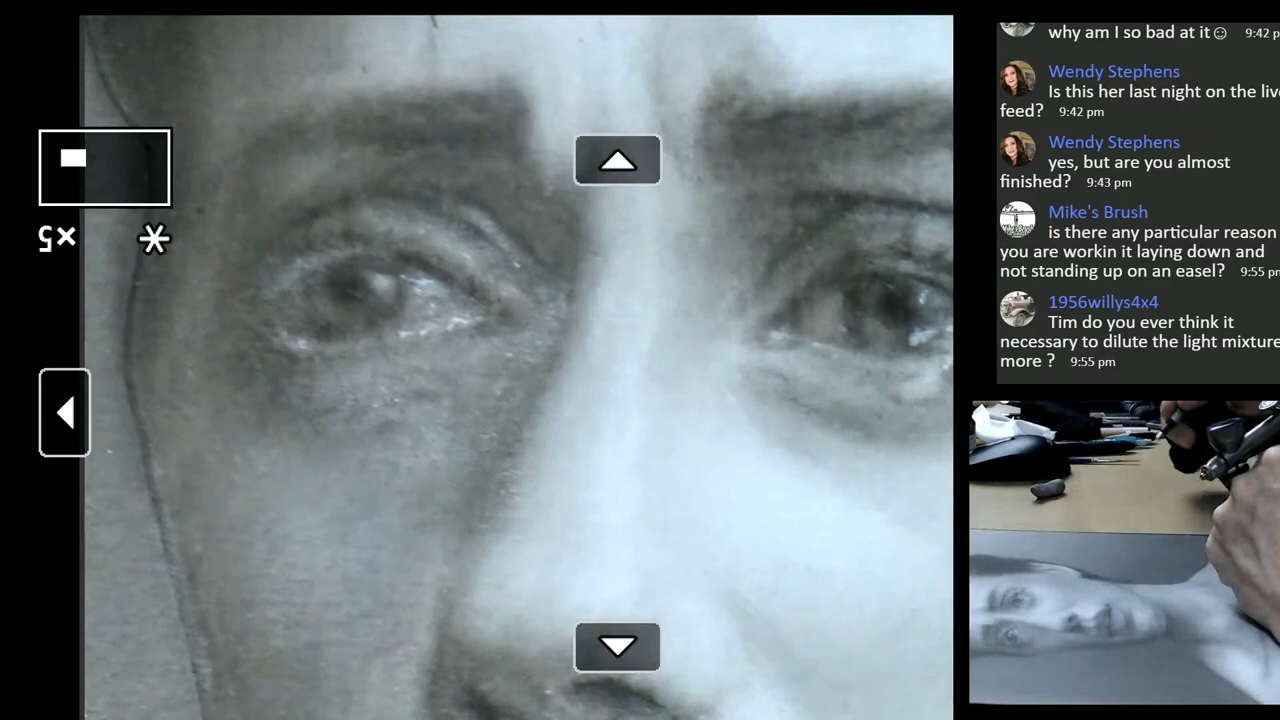 why am I so bad at it☺ 9:42 p
Wendy Stephens
Is this her last night on the liv
feed? 9:42 pm
Wendy Stephens
yes, but are you almost
finished? 9:43 pm
Mike's Brush
is there any particular reason
you are workin it laying down and
not standing up on an easel? 9:55 pm
1956willys4x4
Tim do you ever think it
necessary to dilute the light mixture
more ? 9:55 pm
x5